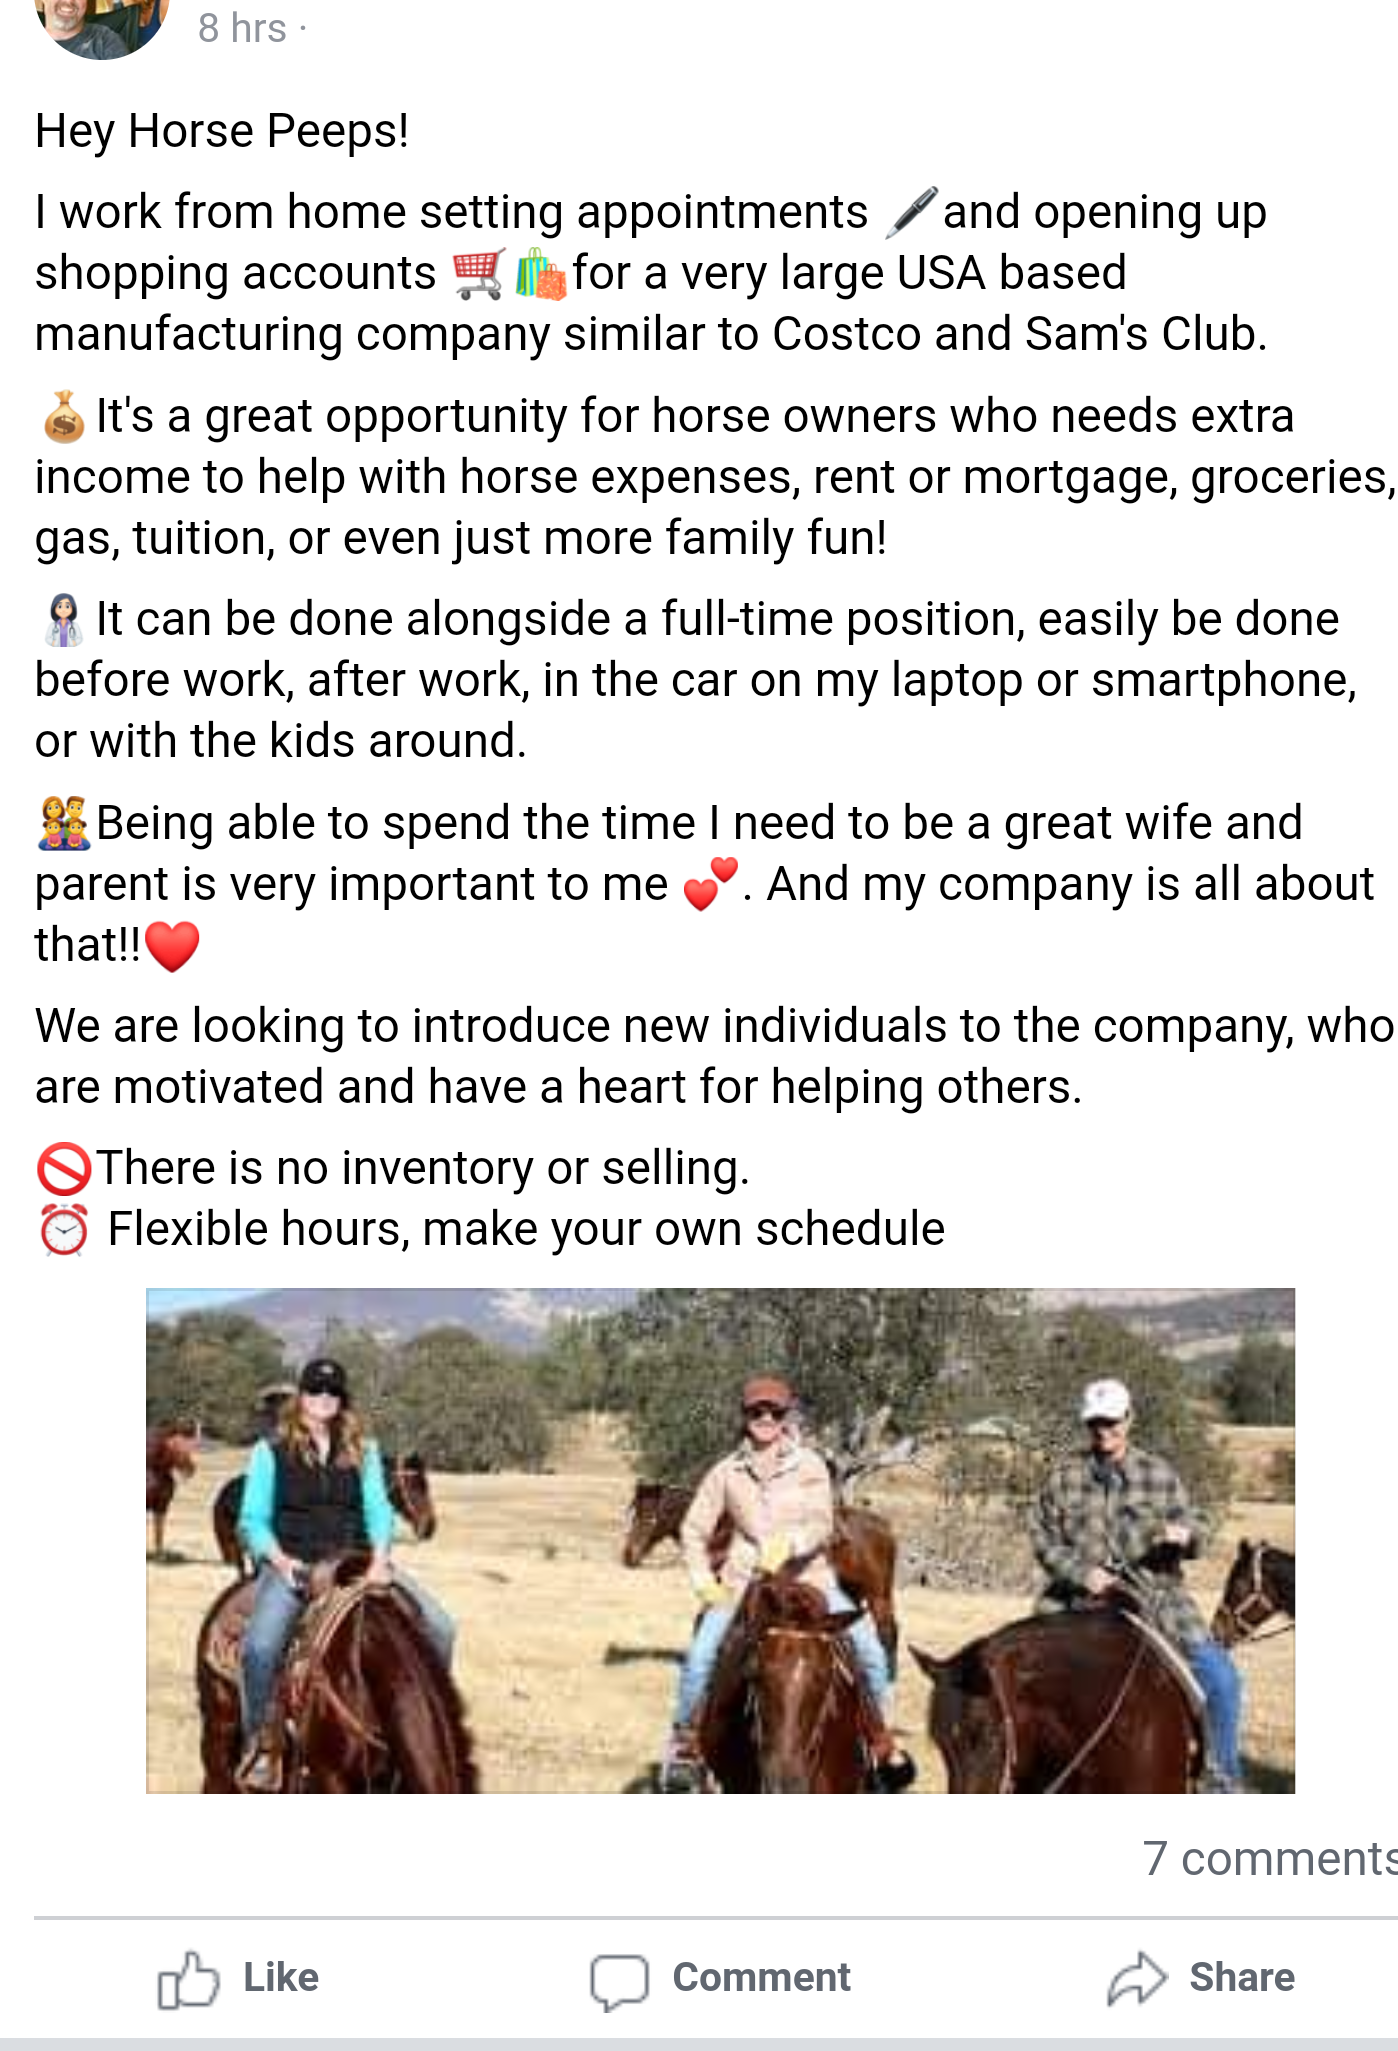 8 hrs ·
Hey Horse Peeps!
I work from home setting appointments 🖋️and opening up
shopping accounts 🛒🛍️for a very large USA based
manufacturing company similar to Costco and Sam's Club.
💰It's a great opportunity for horse owners who needs extra
income to help with horse expenses, rent or mortgage, groceries,
gas, tuition, or even just more family fun!
👩‍⚕️It can be done alongside a full-time position, easily be done
before work, after work, in the car on my laptop or smartphone,
or with the kids around.
👨‍👩‍👧‍👧Being able to spend the time I need to be a great wife and
parent is very important to me 💕. And my company is all about
that!!❤️
We are looking to introduce new individuals to the company, who
are motivated and have a heart for helping others.
🚫There is no inventory or selling.
⏰ Flexible hours, make your own schedule
7 comments
Like
Comment
Share